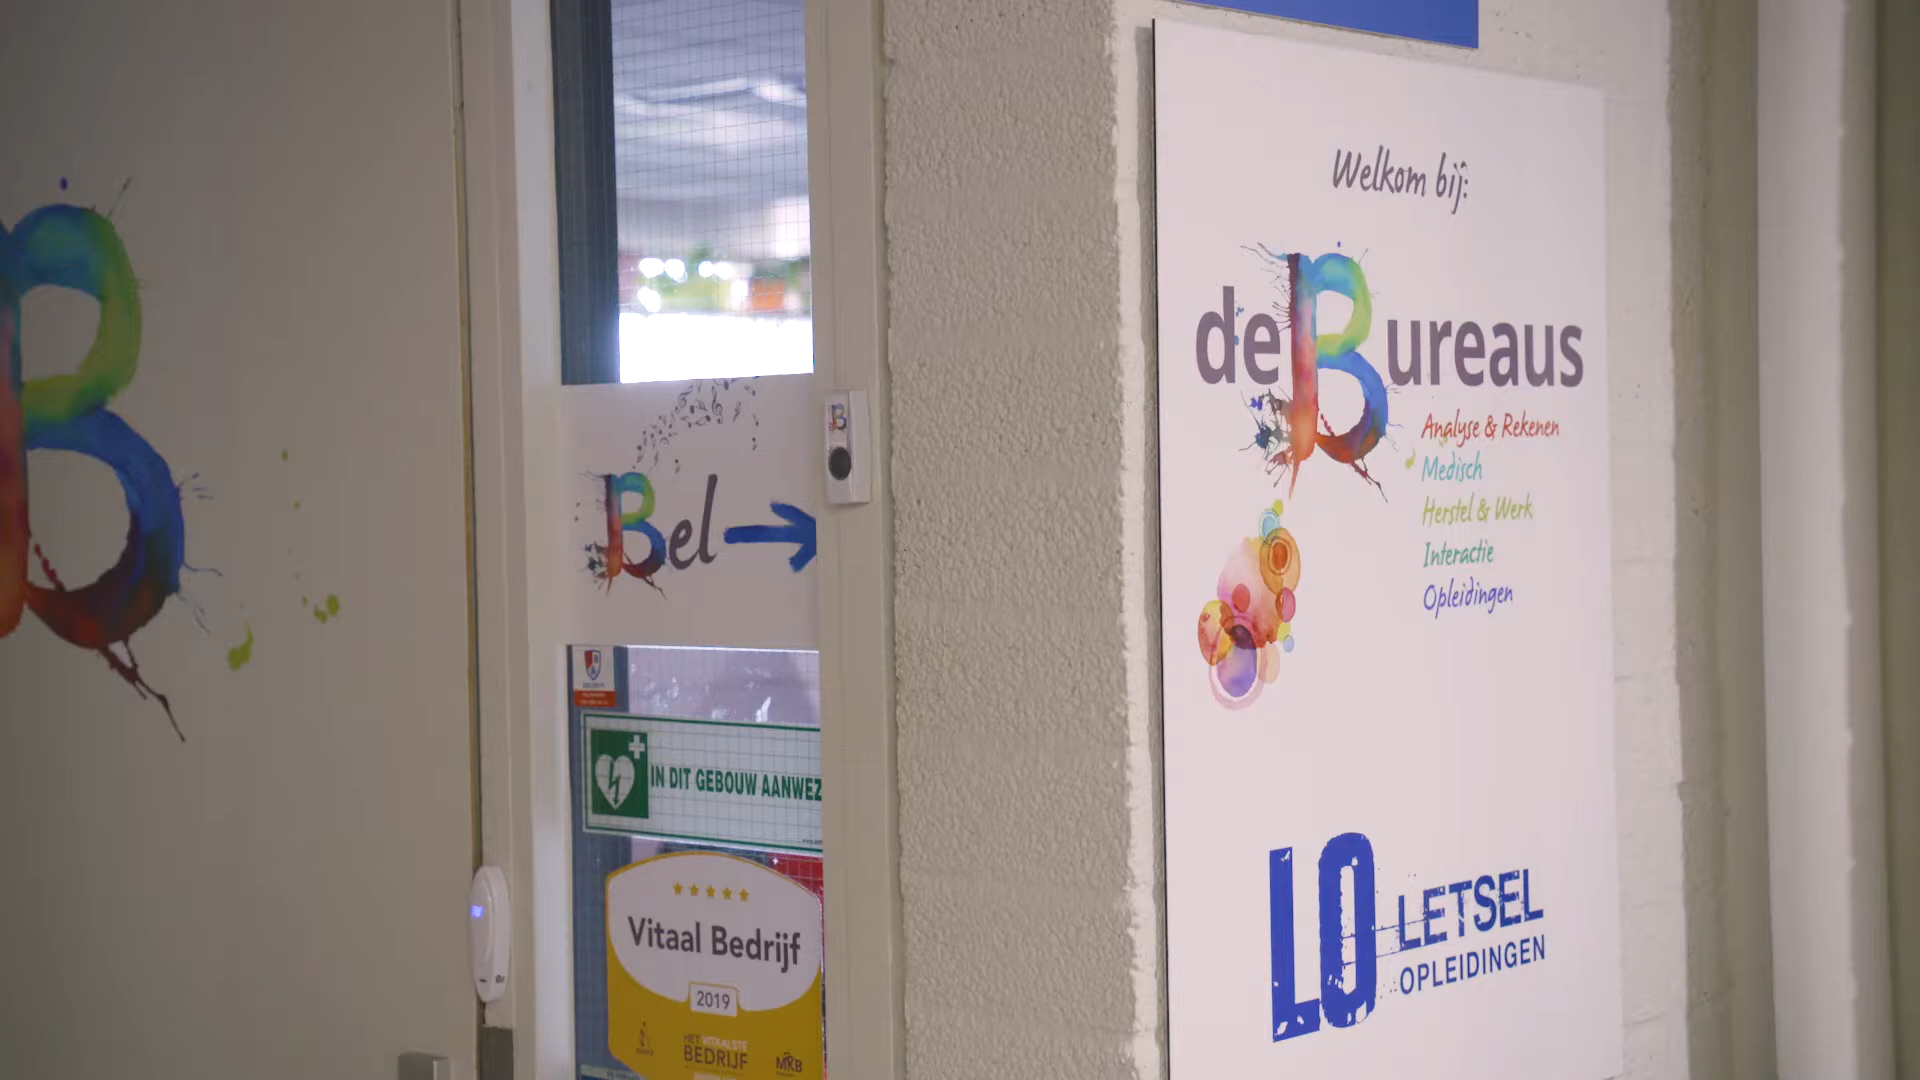 B
Bel
IN DIT GEBOUW AANWEZ
Vitaal Bedrijf
2019
HET VITAALSTE
BEDRIJF
MKB
Welkom bij:
deBureaus
Analyse & Rekenen
Medisch
Herstel & Werk
Interactie
Opleidingen
LO LETSEL
OPLEIDINGEN